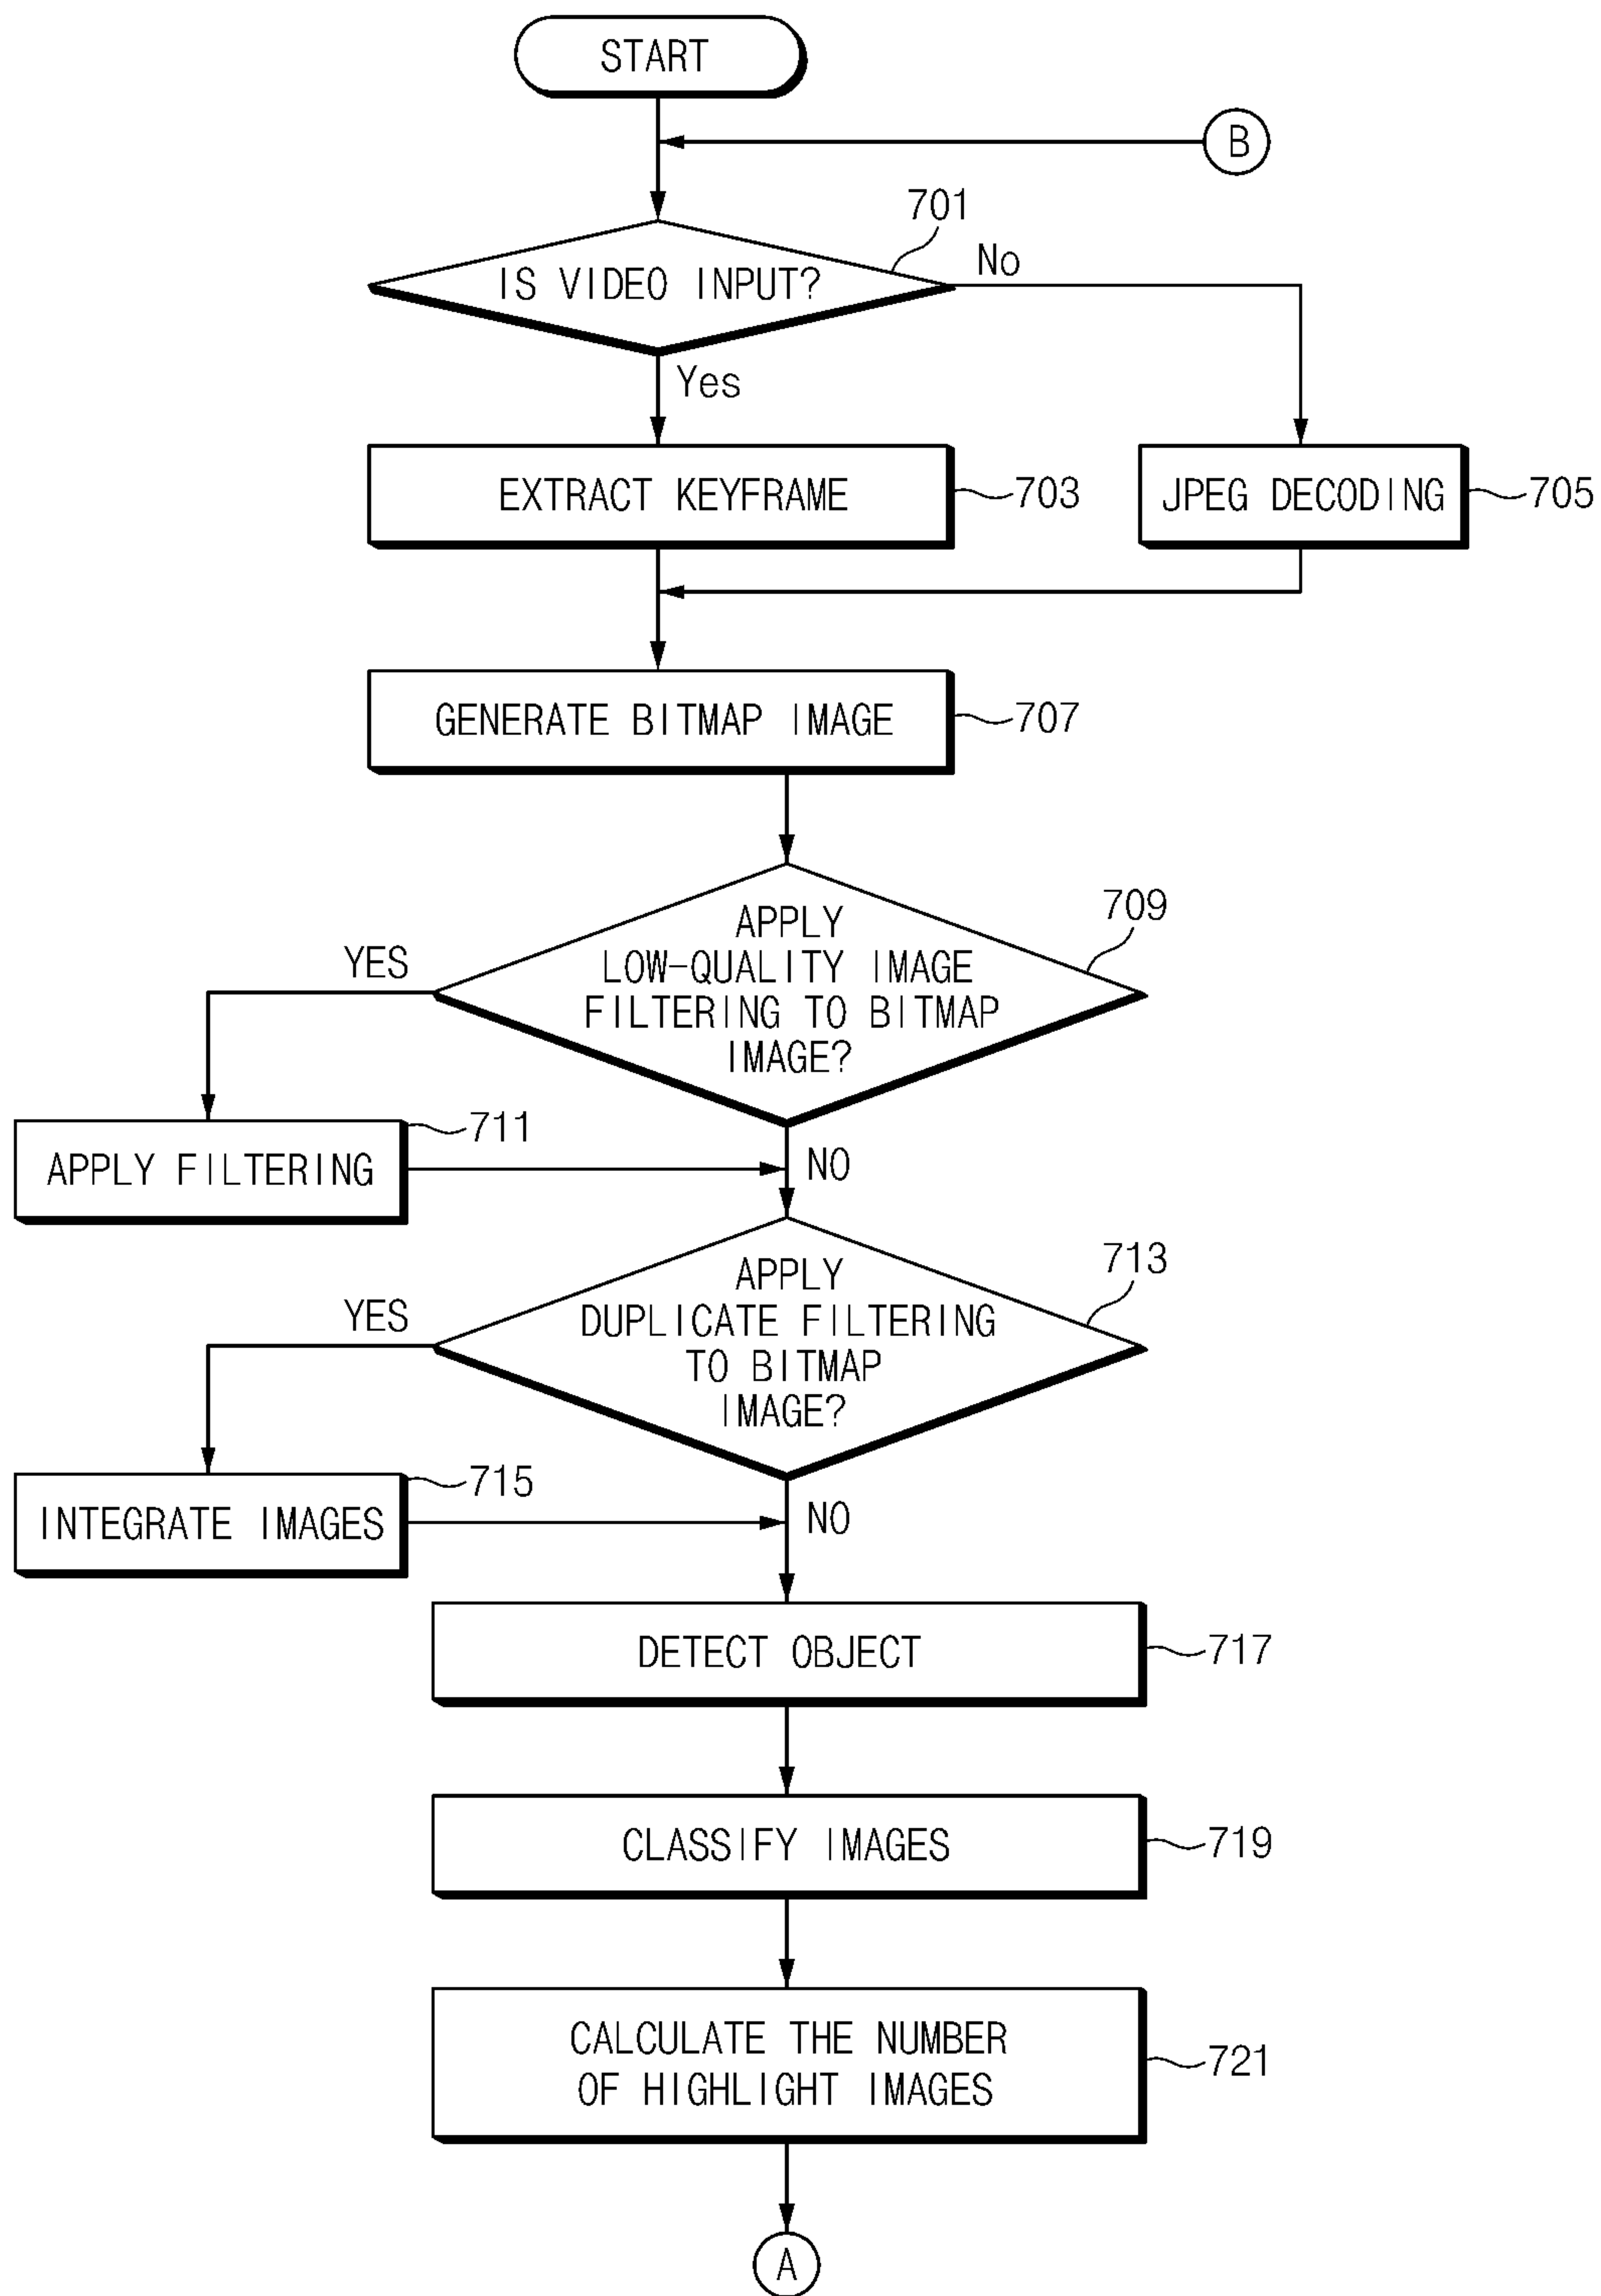 START
B
701
IS VIDEO INPUT?
No
Yes
EXTRACT KEYFRAME
703
JPEG DECODING
705
GENERATE BITMAP IMAGE
707
709
APPLY
LOW-QUALITY IMAGE
FILTERING TO BITMAP
IMAGE?
YES
711
APPLY FILTERING
NO
713
APPLY
DUPLICATE FILTERING
TO BITMAP
IMAGE?
YES
715
INTEGRATE IMAGES
NO
DETECT OBJECT
717
CLASSIFY IMAGES
719
CALCULATE THE NUMBER
OF HIGHLIGHT IMAGES
721
A